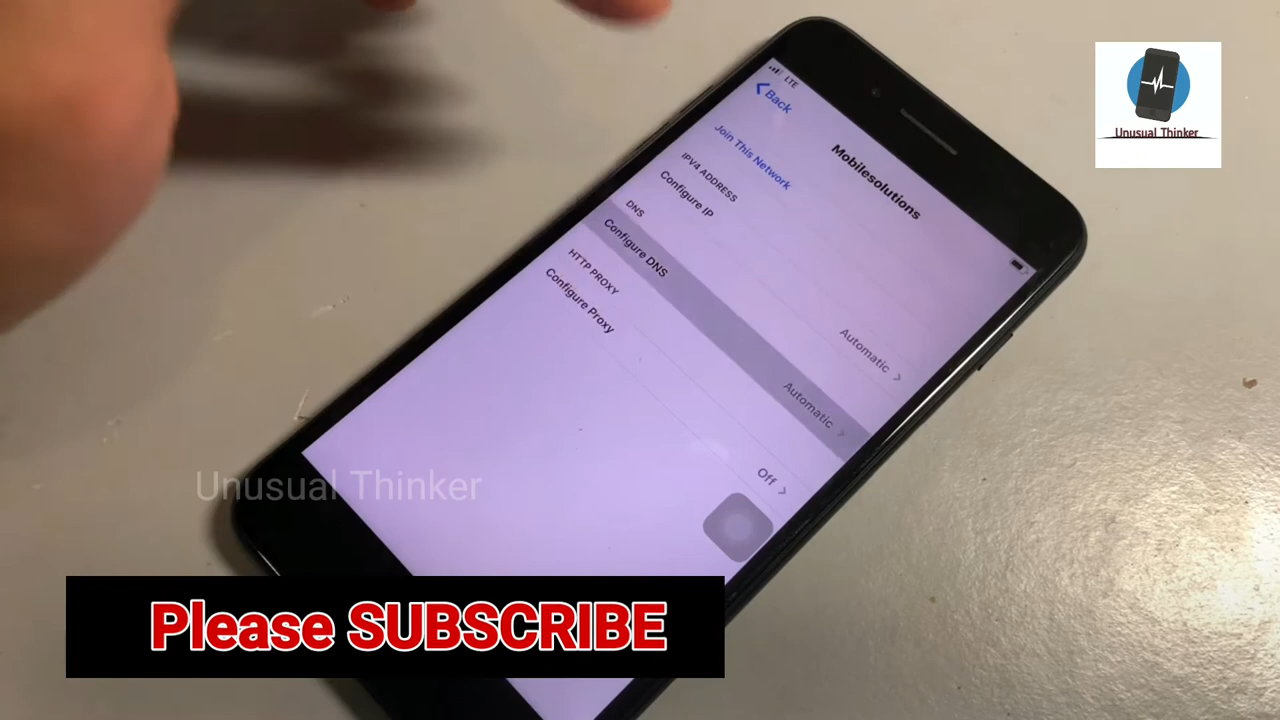 LTE
Back
Mobilesolutions
Join This Network
IPV4 ADDRESS
Configure IP
Automatic
DNS
Configure DNS
Automatic
HTTP PROXY
Configure Proxy
Off
Unusual Thinker
Unusual Thinker
Please SUBSCRIBE